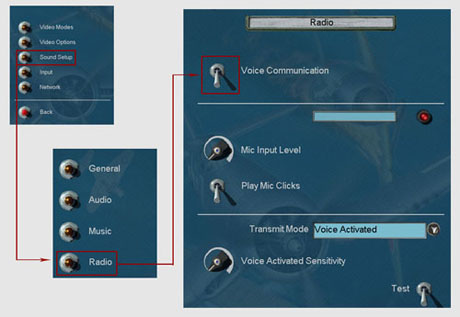 Video Modes
Video Options
Sound Setup
Input
Network
Back
General
Audio
Music
Radio
Radio
Voice Communication
Mic Input Level
Play Mic Clicks
Transmit Mode Voice Activated
Voice Activated Sensitivity
Test